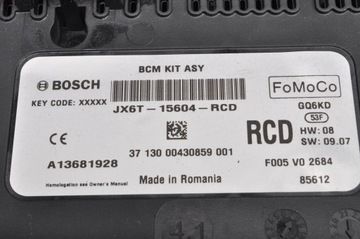 BCM KIT ASY
BOSCH
FoMoCo
KEY CODE: XXXXX
JX6T-15604-RCD
GQ6KD
53F
RCD
HW: 08
SW: 09.07
CE
37 130 00430859 001
A13681928
F005 V0 2684
Homologation see Owner's Manual
Made in Romania
85612